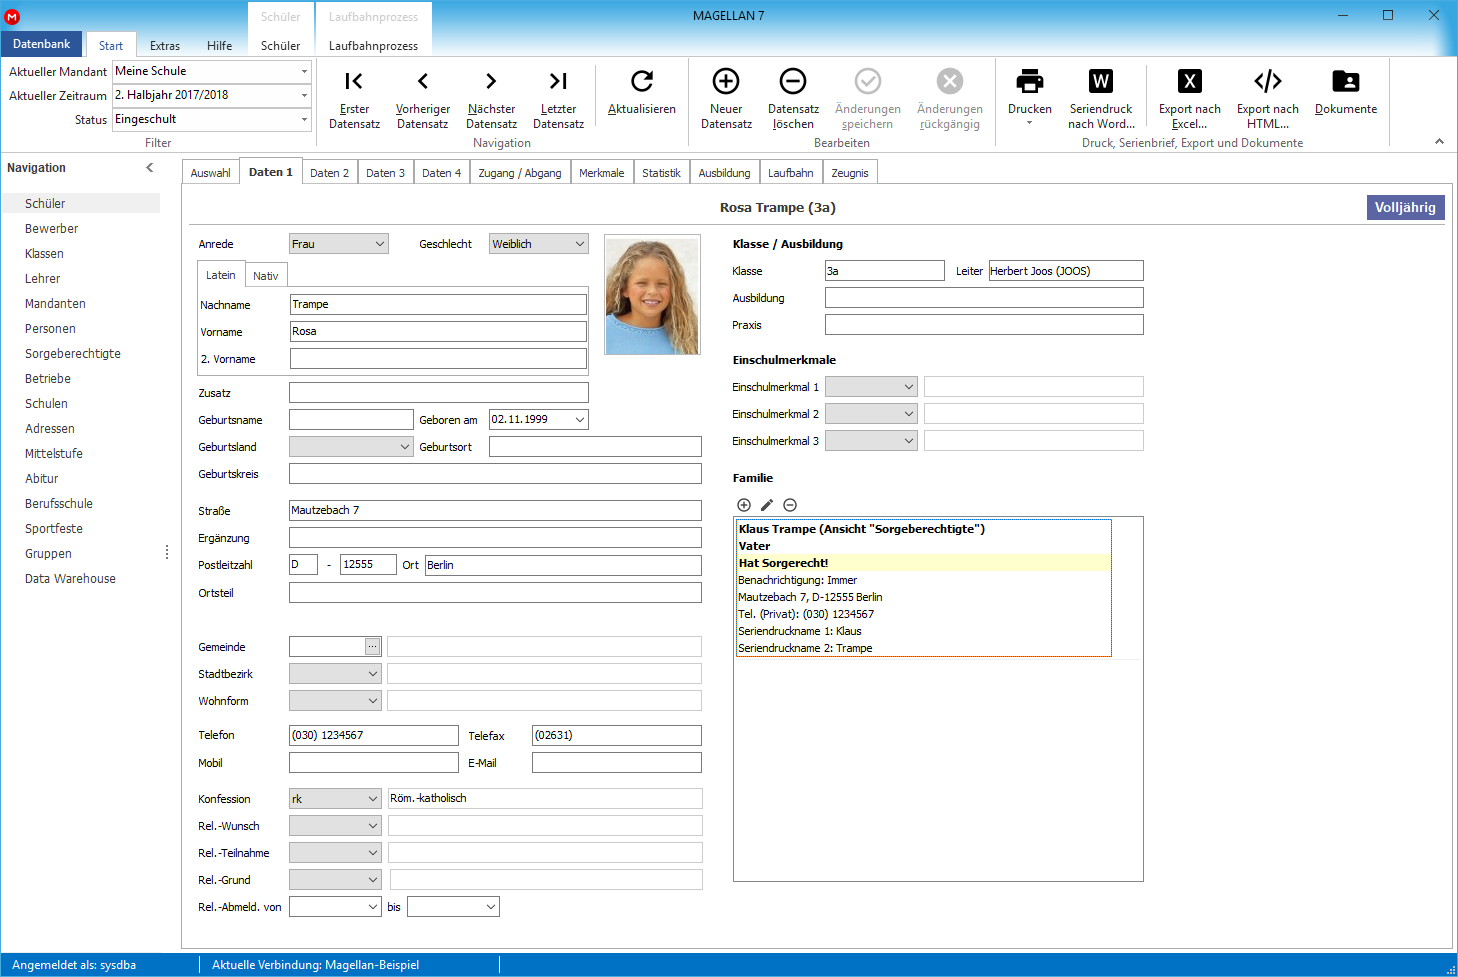 MAGELLAN 7
Schüler
Laufbahnprozess
Datenbank
Start
Extras
Hilfe
Schüler
Laufbahnprozess
Aktueller Mandant
Meine Schule
Aktueller Zeitraum
2. Halbjahr 2017/2018
Status
Eingeschult
Filter
Erster
Datensatz
Vorheriger
Datensatz
Nächster
Datensatz
Letzter
Datensatz
Aktualisieren
Navigation
Neuer
Datensatz
Datensatz
löschen
Änderungen
speichern
Änderungen
rückgängig
Bearbeiten
Drucken
W
Seriendruck
nach Word...
X
Export nach
Excel...
Export nach
HTML...
Dokumente
Druck, Serienbrief, Export und Dokumente
Navigation
Schüler
Bewerber
Klassen
Lehrer
Mandanten
Personen
Sorgeberechtigte
Betriebe
Schulen
Adressen
Mittelstufe
Abitur
Berufsschule
Sportfeste
Gruppen
Data Warehouse
Auswahl
Daten 1
Daten 2
Daten 3
Daten 4
Zugang / Abgang
Merkmale
Statistik
Ausbildung
Laufbahn
Zeugnis
Rosa Trampe (3a)
Volljährig
Anrede
Frau
Geschlecht
Weiblich
Latein
Nativ
Nachname
Trampe
Vorname
Rosa
2. Vorname
Zusatz
Geburtsname
Geboren am
02.11.1999
Geburtsland
Geburtsort
Geburtskreis
Straße
Mautzebach 7
Ergänzung
Postleitzahl
D
-
12555
Ort
Berlin
Ortsteil
Gemeinde
...
Stadtbezirk
Wohnform
Telefon
(030) 1234567
Telefax
(02631)
Mobil
E-Mail
Konfession
rk
Röm.-katholisch
Rel.-Wunsch
Rel.-Teilnahme
Rel.-Grund
Rel.-Abmeld. von
bis
Klasse / Ausbildung
Klasse
3a
Leiter
Herbert Joos (JOOS)
Ausbildung
Praxis
Einschulmerkmale
Einschulmerkmal 1
Einschulmerkmal 2
Einschulmerkmal 3
Familie
Klaus Trampe (Ansicht "Sorgeberechtigte")
Vater
Hat Sorgerecht!
Benachrichtigung: Immer
Mautzebach 7, D-12555 Berlin
Tel. (Privat): (030) 1234567
Seriendruckname 1: Klaus
Seriendruckname 2: Trampe
Angemeldet als: sysdba
Aktuelle Verbindung: Magellan-Beispiel